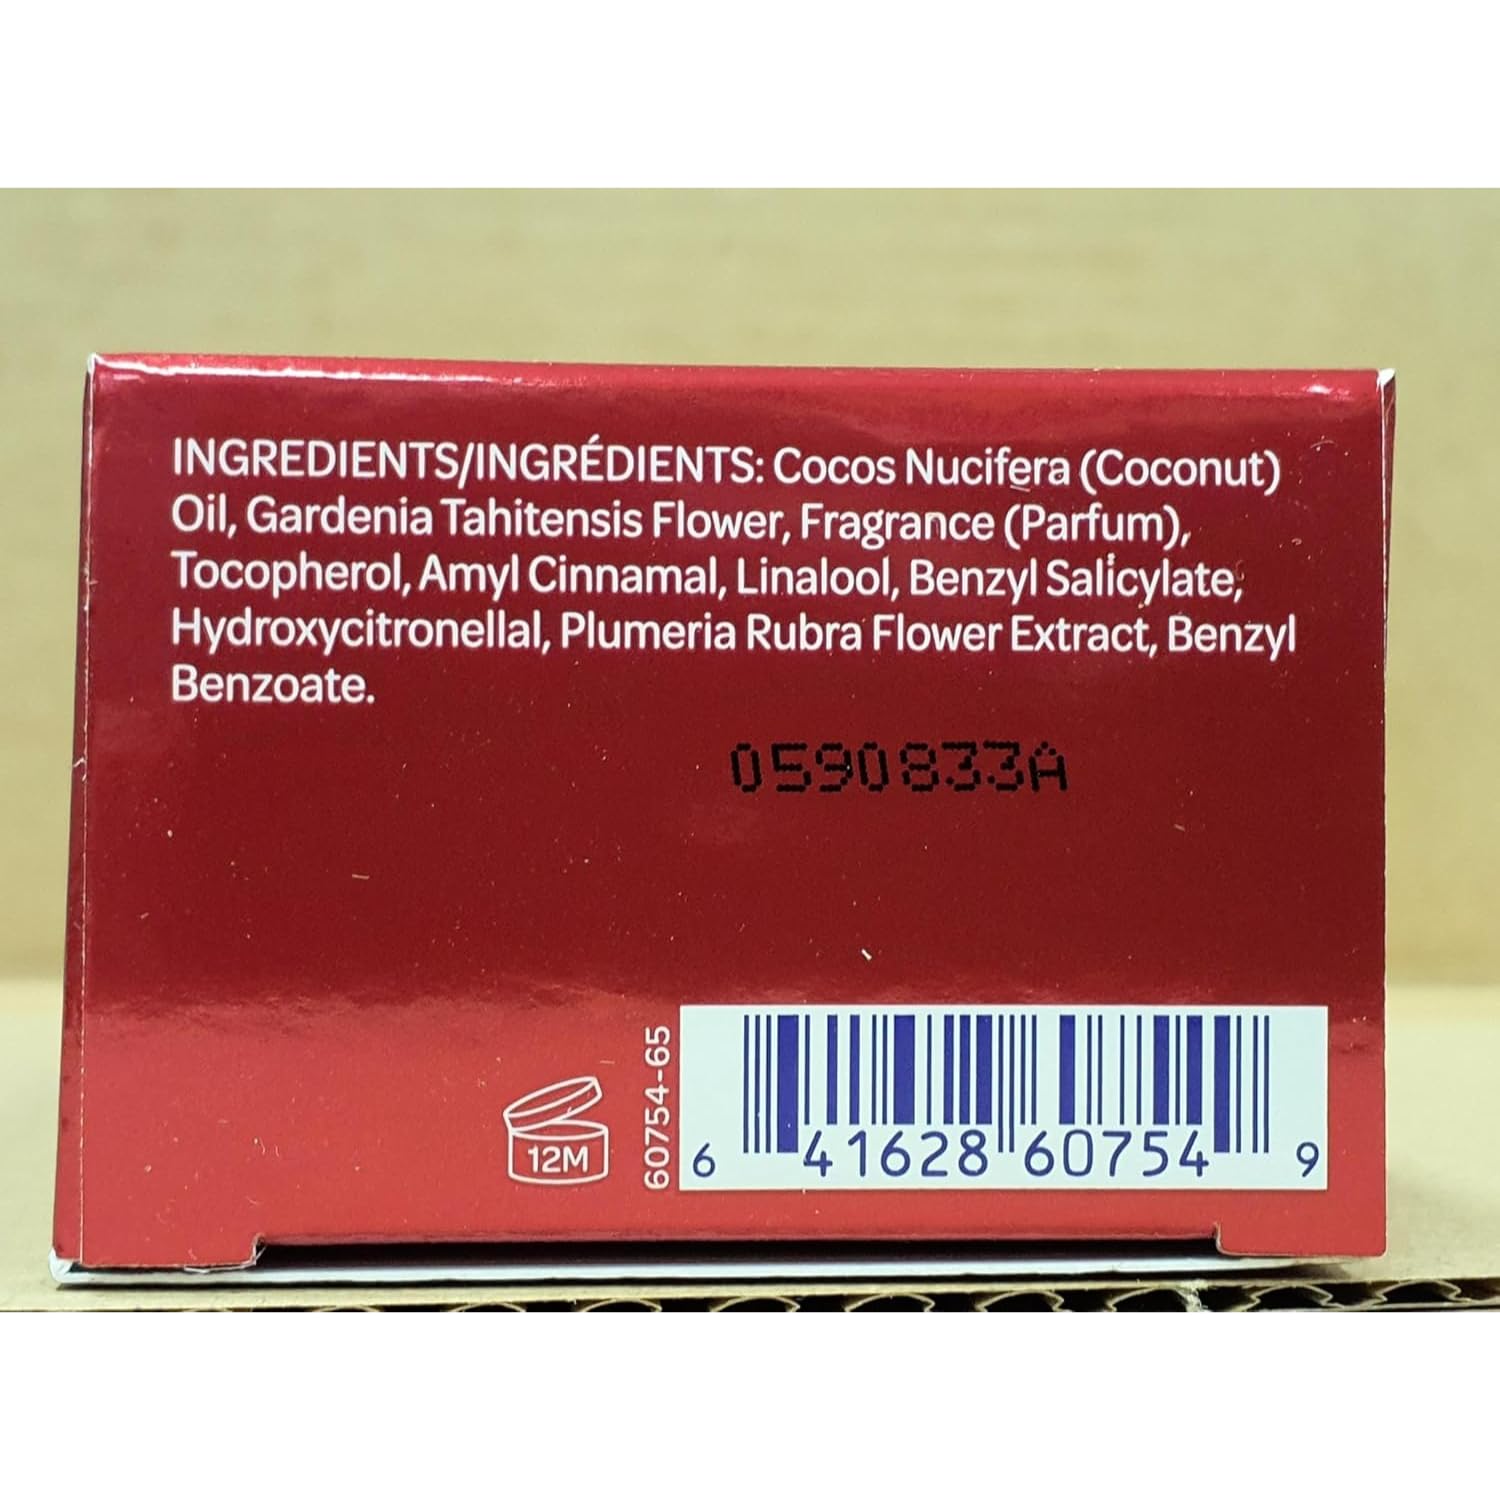 INGREDIENTS/INGRÉDIENTS: Cocos Nucifera (Coconut)
Oil, Gardenia Tahitensis Flower, Fragrance (Parfum),
Tocopherol, Amyl Cinnamal, Linalool, Benzyl Salicylate,
Hydroxycitronellal, Plumeria Rubra Flower Extract, Benzyl
Benzoate.
0590833A
12M
60754-65
6 41628 60754 9